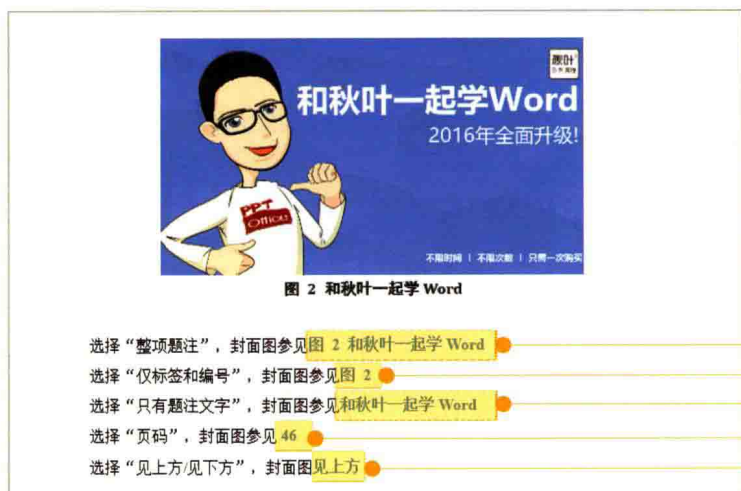 秋叶
和秋叶一起学Word
2016年全面升级!
PPT
Office
不限时间 | 不限次数 | 只需一次购买
图 2 和秋叶一起学 Word
选择“整项题注”，封面图参见图 2 和秋叶一起学 Word
选择“仅标签和编号”，封面图参见图 2
选择“只有题注文字”，封面图参见和秋叶一起学 Word
选择“页码”，封面图参见 46
选择“见上方/见下方”，封面图见上方